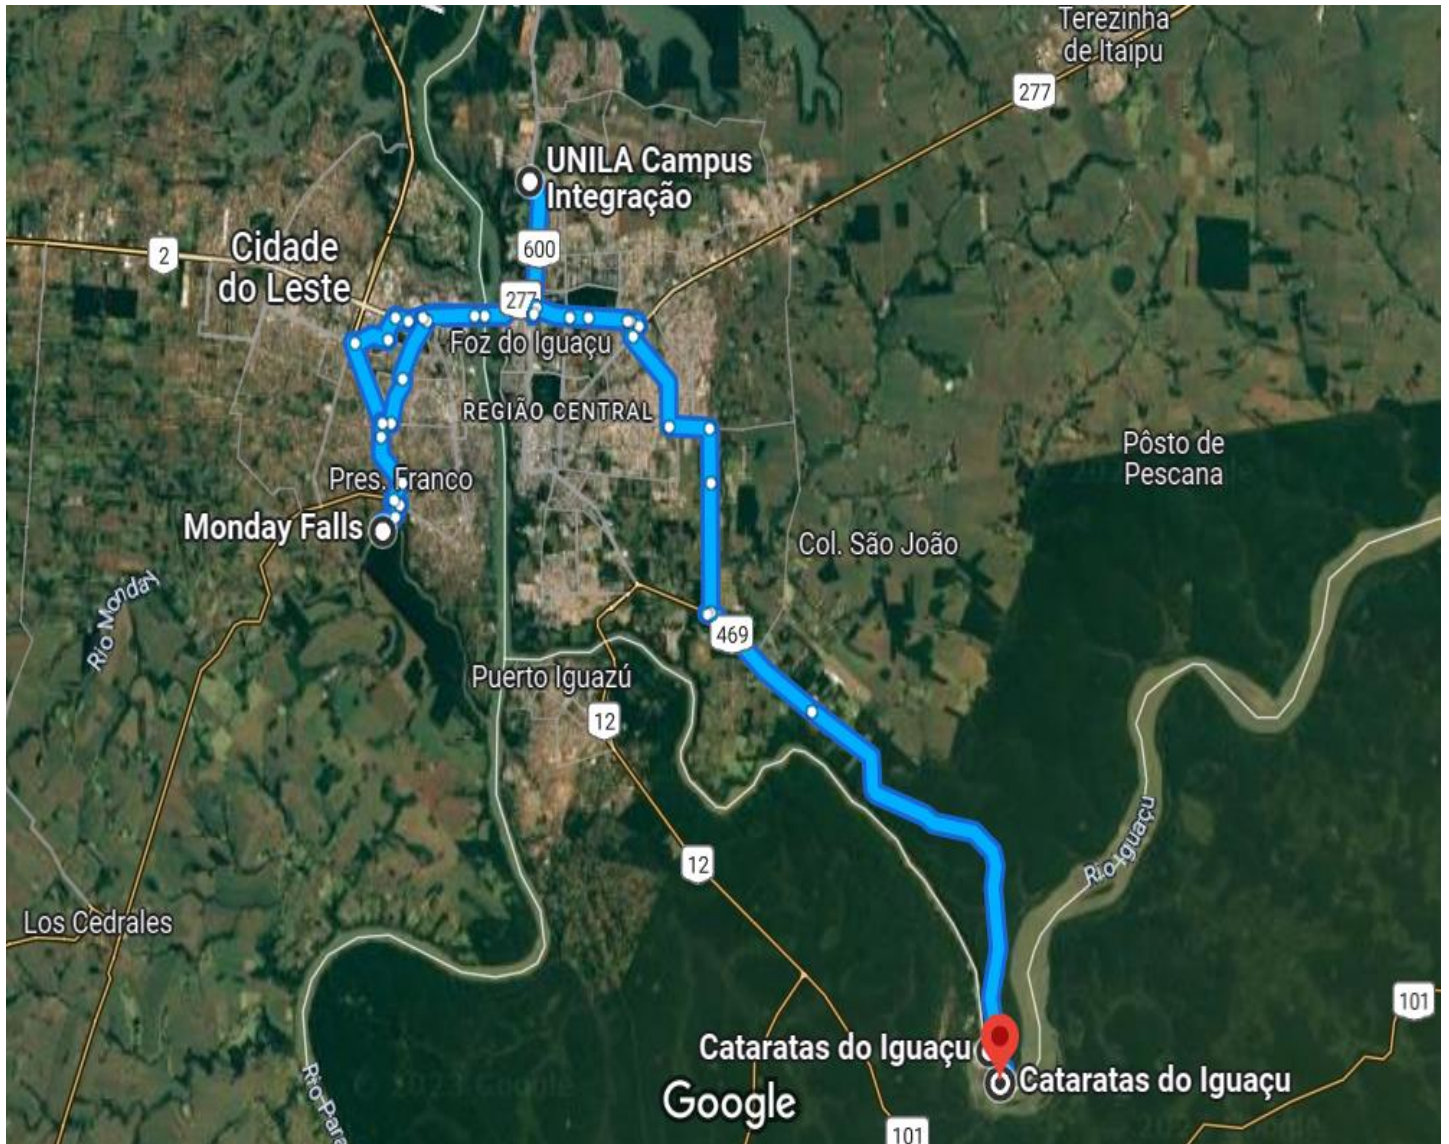 Terezinha
de Itaipu
277
UNILA Campus
Integração
600
2
Cidade
do Leste
277
Foz do Iguaçu
REGIÃO CENTRAL
Pôsto de
Pescana
Pres. Franco
Monday Falls
Col. São João
Rio Monday
469
Puerto Iguazú
12
Rio Iguaçu
12
Los Cedrales
101
Cataratas do Iguaçu
Cataratas do Iguaçu
Rio Para
Google
101